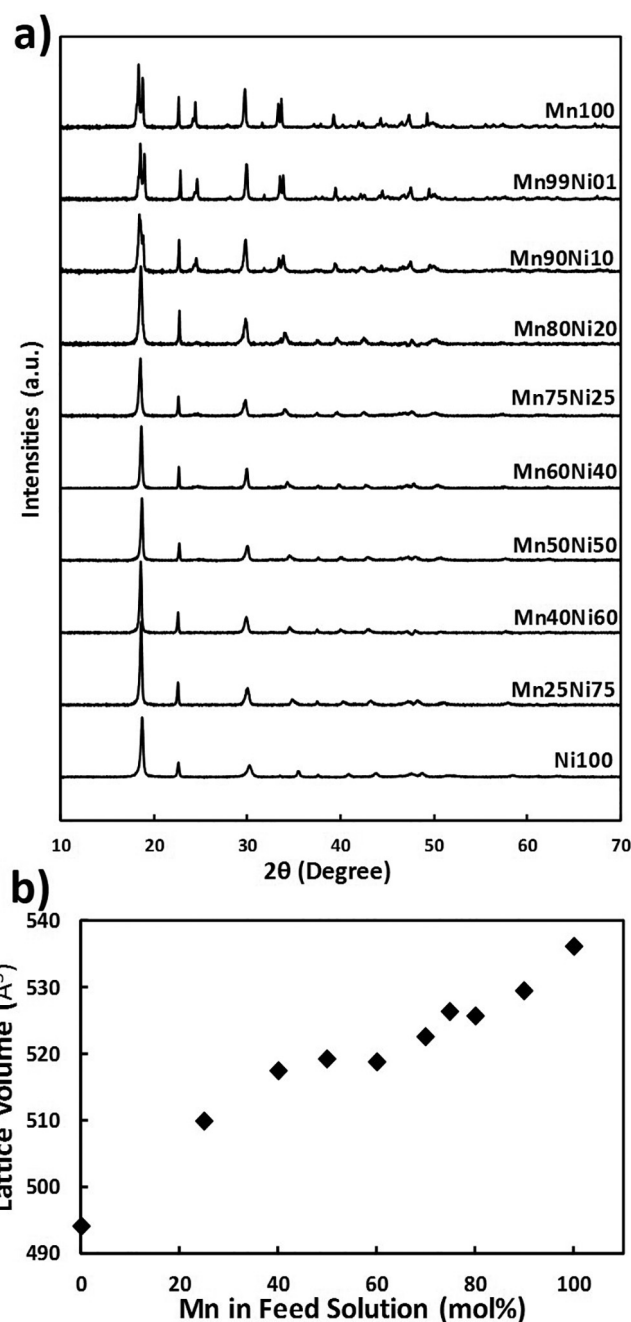 a)
Mn100
Mn99Ni01
Mn90Ni10
Mn80Ni20
Mn75Ni25
Mn60Ni40
Mn50Ni50
Mn40Ni60
Mn25Ni75
Ni100
Intensities (a.u.)
10 20 30 40 50 60 70
2θ (Degree)
b)
540
530
520
510
500
490
Lattice Volume (Å³)
0 20 40 60 80 100
Mn in Feed Solution (mol%)